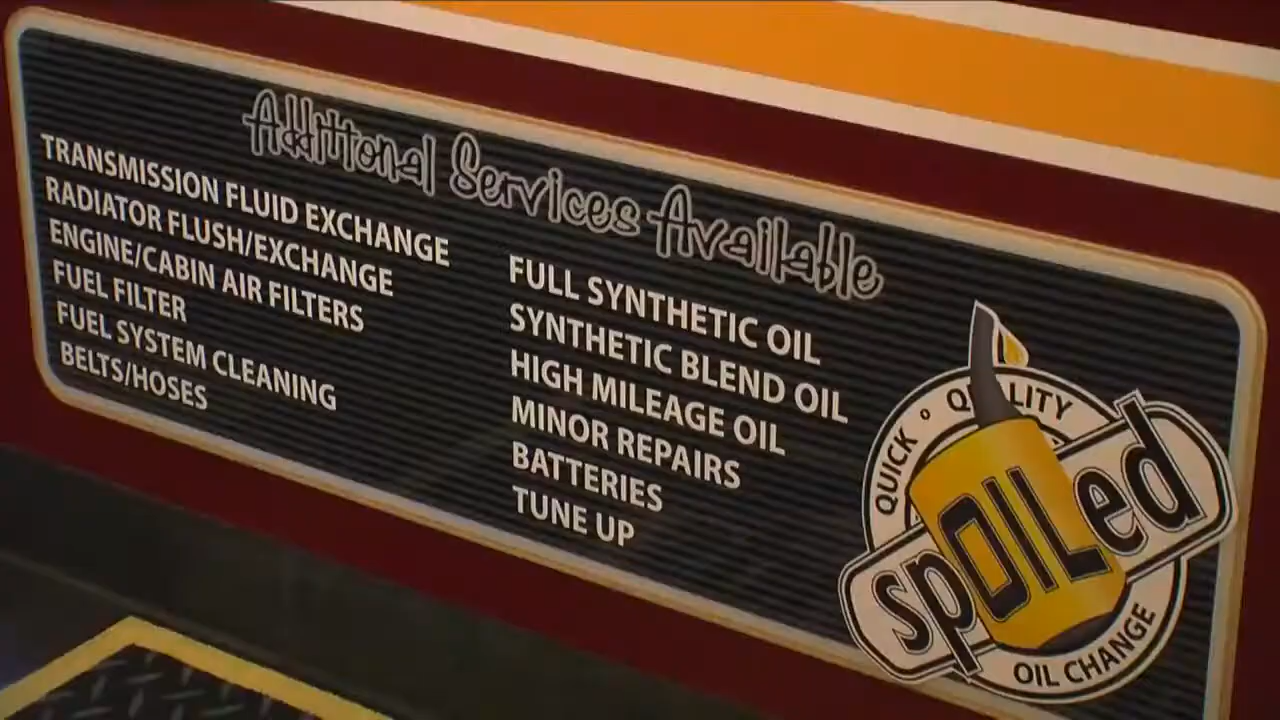 Additional Services Available
TRANSMISSION FLUID EXCHANGE
RADIATOR FLUSH/EXCHANGE
ENGINE/CABIN AIR FILTERS
FUEL FILTER
FUEL SYSTEM CLEANING
BELTS/HOSES
FULL SYNTHETIC OIL
SYNTHETIC BLEND OIL
HIGH MILEAGE OIL
MINOR REPAIRS
BATTERIES
TUNE UP
QUICK ° QUALITY
spOILed
OIL CHANGE